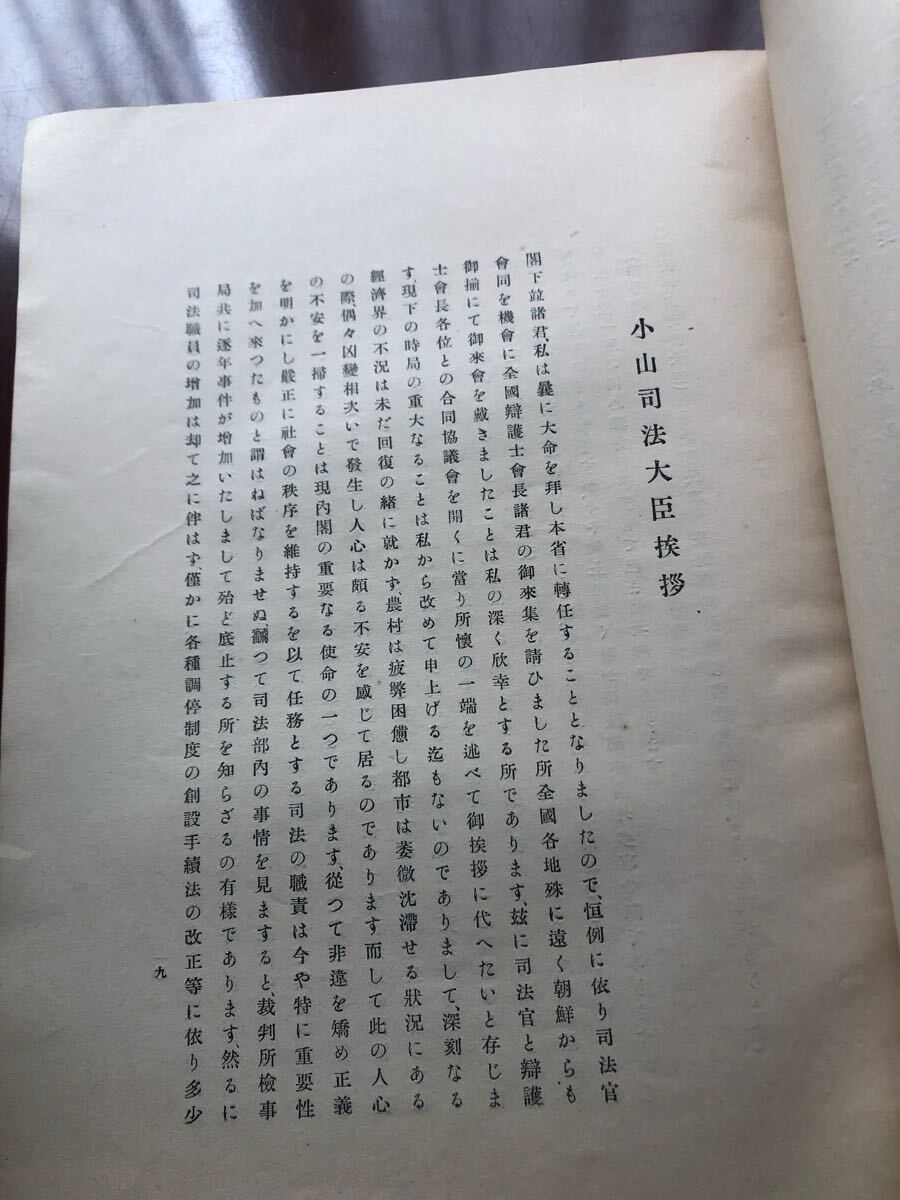 小山司法大臣挨拶
閣下竝諸君、私は曩に大命を拜し本省に轉任することとなりましたので、恒例に依り司法官
會同を機會に全國辯護士會長諸君の御來集を請ひました所全國各地殊に遠く朝鮮からも
御揃にて御來會を戴きましたことは私の深く欣幸とする所であります、玆に司法官と辯護
士會長各位との合同協議會を開くに當り所懷の一端を述べて御挨拶に代へたいと存じま
す、現下の時局の重大なることは私から改めて申上げる迄もないのでありまして、深刻なる
經濟界の不況は未だ回復の緒に就かず、農村は疲弊困憊し都市は萎微沈滯せる狀況にある
の際、偶々凶變相次いで發生し人心は頗る不安を感じて居るのであります而して此の人心
の不安を一掃することは現內閣の重要なる使命の一つであります、從つて非違を矯め正義
を明かにし嚴正に社會の秩序を維持するを以て任務とする司法の職責は今や特に重要性
を加へ來つたものと謂はねばなりませぬ、飜つて司法部內の事情を見ますると、裁判所檢事
局共に逐年事件が增加いたしまして殆ど底止する所を知らざるの有樣であります、然るに
司法職員の增加は却て之に伴はず、僅かに各種調停制度の創設手續法の改正等に依り多少
九